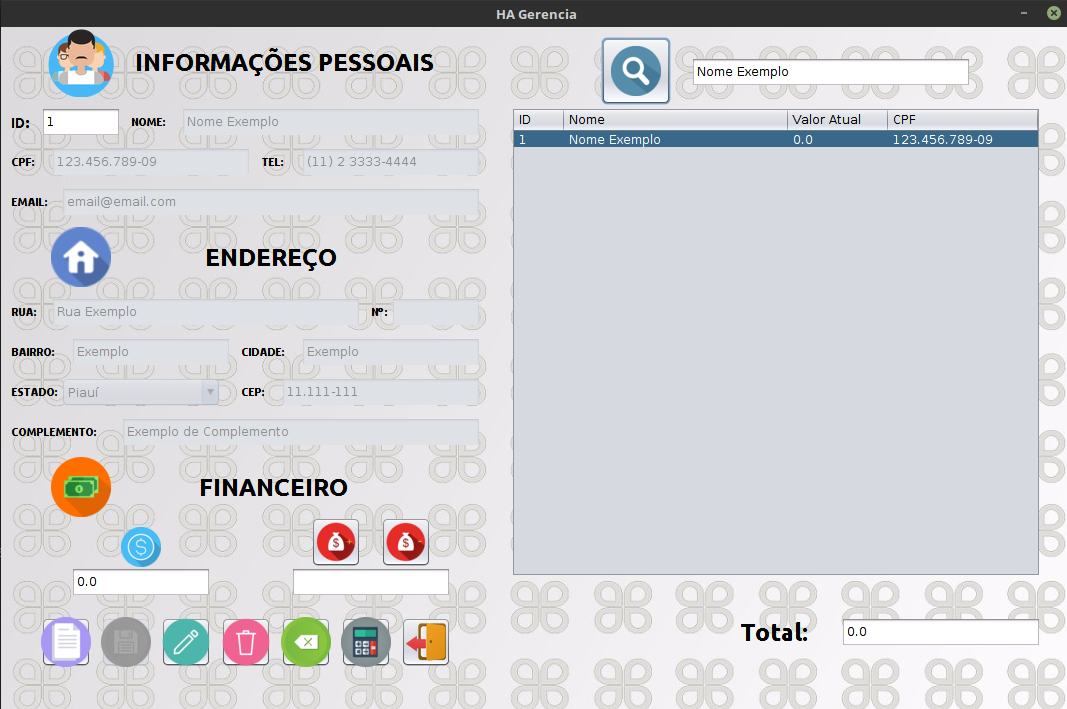 HA Gerencia
INFORMAÇÕES PESSOAIS
ID: 1 NOME: Nome Exemplo
CPF: 123.456.789-09 TEL: (11) 2 3333-4444
EMAIL: email@email.com
ENDEREÇO
RUA: Rua Exemplo Nº:
BAIRRO: Exemplo CIDADE: Exemplo
ESTADO: Piauí CEP: 11.111-111
COMPLEMENTO: Exemplo de Complemento
FINANCEIRO
$ $ + $ -
0.0
Nome Exemplo
ID Nome Valor Atual CPF
1 Nome Exemplo 0.0 123.456.789-09
Total: 0.0